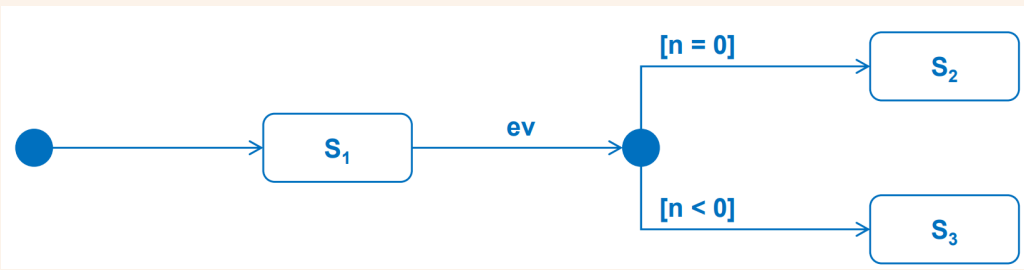 [n = 0]
S₂
ev
S₁
[n < 0]
S₃